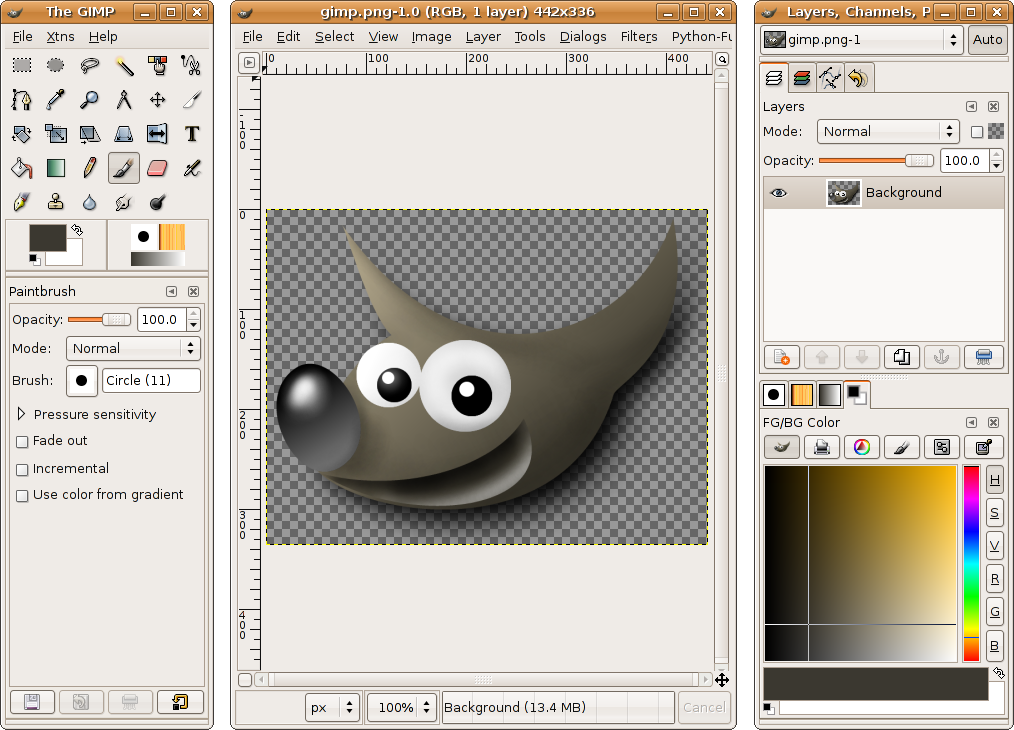 The GIMP
File Xtns Help
Paintbrush
Opacity: 100.0
Mode: Normal
Brush: Circle (11)
Pressure sensitivity
Fade out
Incremental
Use color from gradient
gimp.png-1.0 (RGB, 1 layer) 442x336
File Edit Select View Image Layer Tools Dialogs Filters Python-Fu
0 100 200 300 400
-100
0
100
200
300
400
px 100% Background (13.4 MB) Cancel
Layers, Channels, P
gimp.png-1 Auto
Layers
Mode: Normal
Opacity: 100.0
Background
FG/BG Color
H
S
V
R
G
B